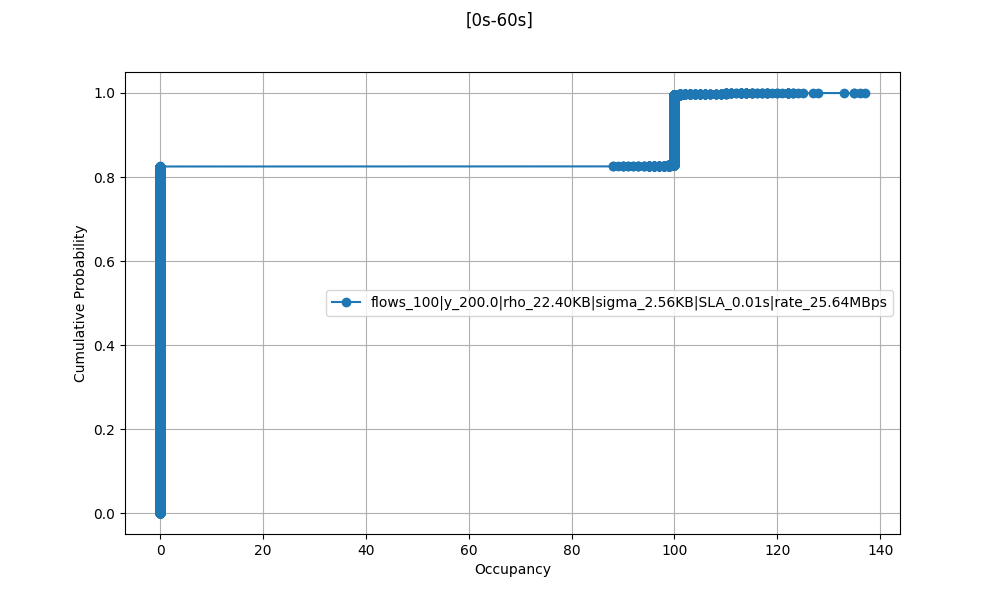 [0s-60s]
1.0
0.8
0.6
0.4
0.2
0.0
Cumulative Probability
flows_100|y_200.0|rho_22.40KB|sigma_2.56KB|SLA_0.01s|rate_25.64MBps
0 20 40 60 80 100 120 140
Occupancy